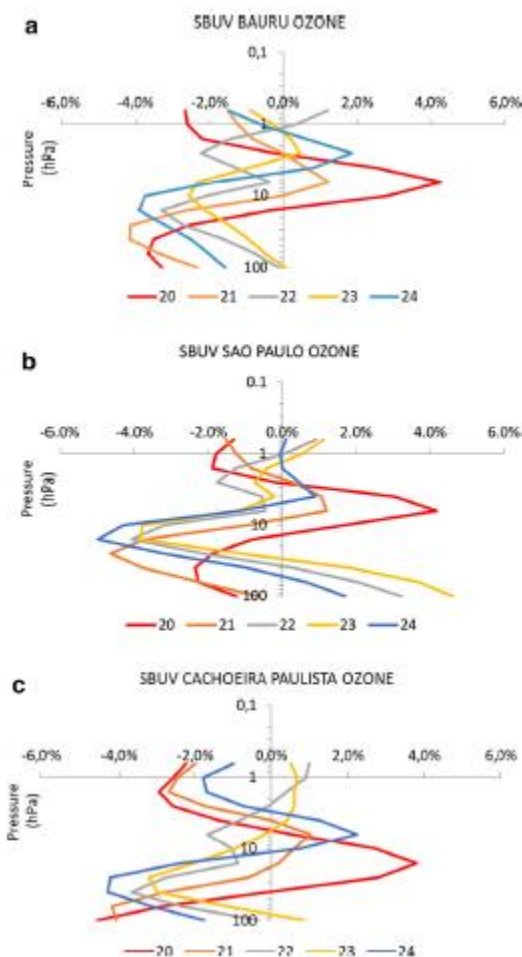 a
SBUV BAURU OZONE
0,1
-6,0% -4,0% -2,0% 0,0% 2,0% 4,0% 6,0%
1
Pressure
(hPa)
10
100
20 21 22 23 24
b
SBUV SAO PAULO OZONE
0,1
-6.0% -4.0% -2.0% 0.0% 2.0% 4.0% 6.0%
1
Pressure
(hPa)
10
100
20 21 22 23 24
c
SBUV CACHOEIRA PAULISTA OZONE
0,1
-6,0% -4,0% -2,0% 0,0% 2,0% 4,0% 6,0%
1
Pressure
(hPa)
10
100
20 21 22 23 24